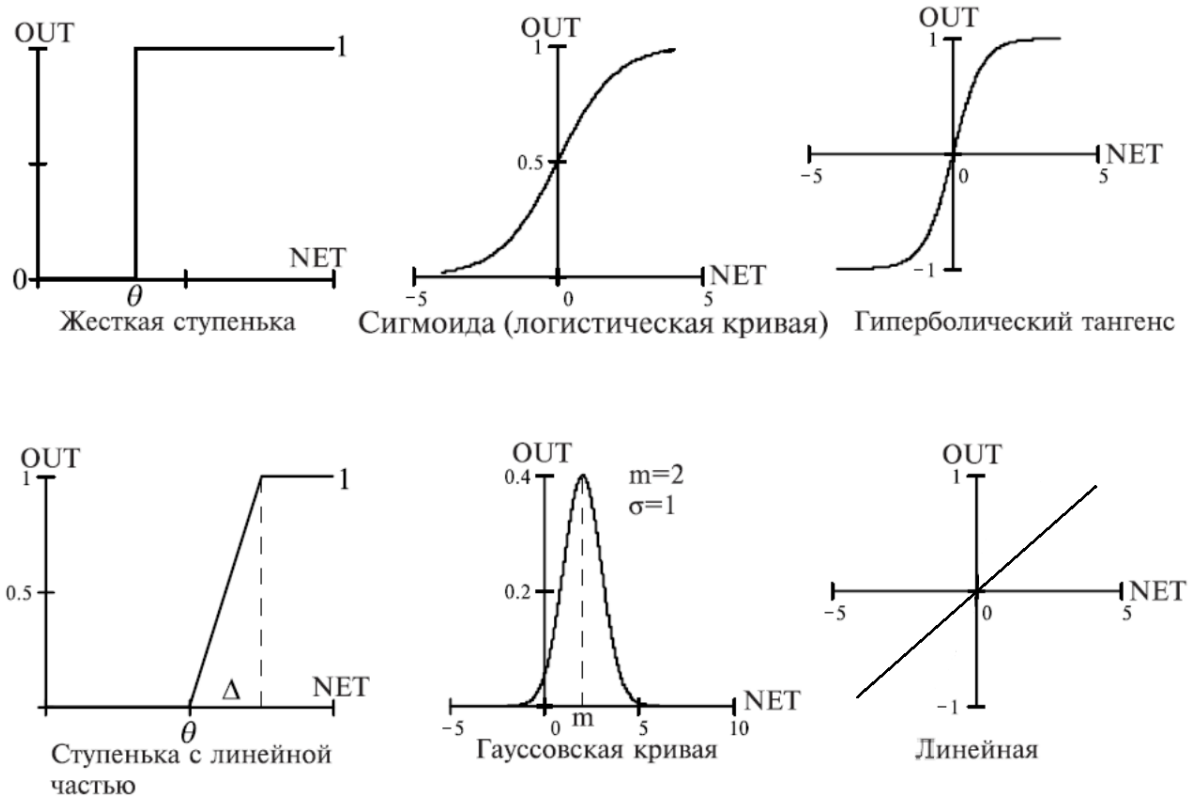 OUT
1
0
θ
NET
Жесткая ступенька
OUT
1
0.5
−5
0
5
NET
Сигмоида (логистическая кривая)
OUT
1
−5
0
5
NET
−1
Гиперболический тангенс
OUT
1
1
0.5
θ
Δ
NET
Ступенька с линейной
частью
OUT
0.4
m=2
σ=1
0.2
−5
0
m
5
10
NET
Гауссовская кривая
OUT
1
−5
0
5
NET
−1
Линейная